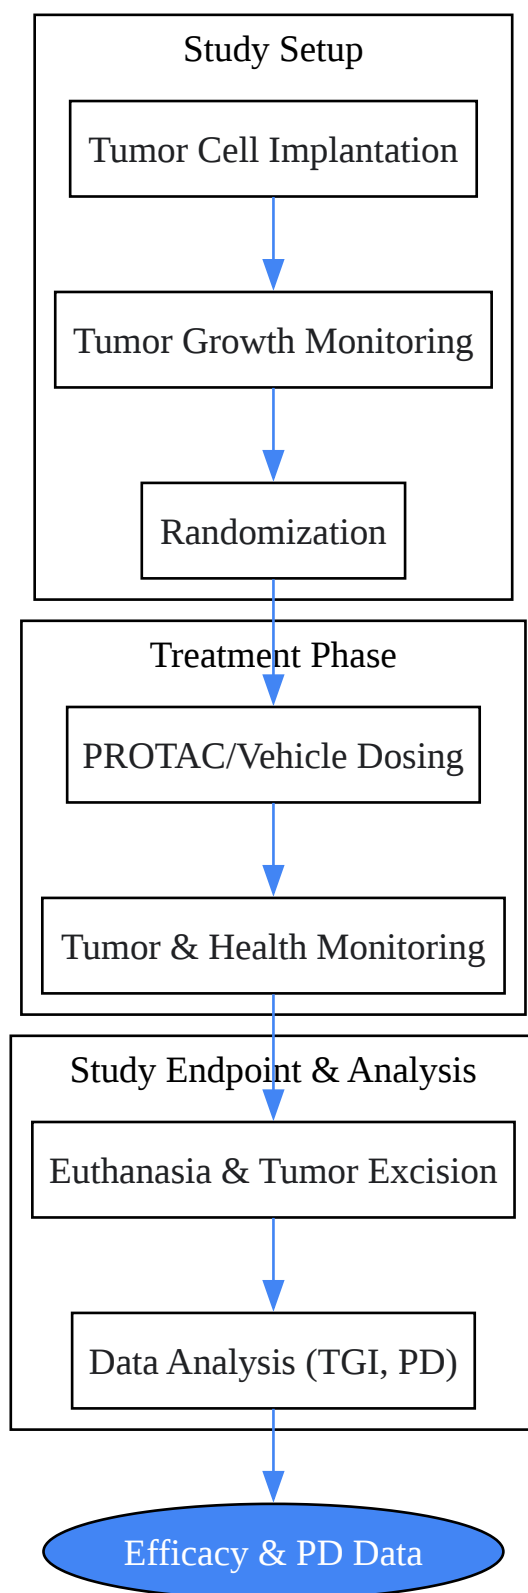 Study Setup
Tumor Cell Implantation
Tumor Growth Monitoring
Randomization
Treatment Phase
PROTAC/Vehicle Dosing
Tumor & Health Monitoring
Study Endpoint & Analysis
Euthanasia & Tumor Excision
Data Analysis (TGI, PD)
Efficacy & PD Data